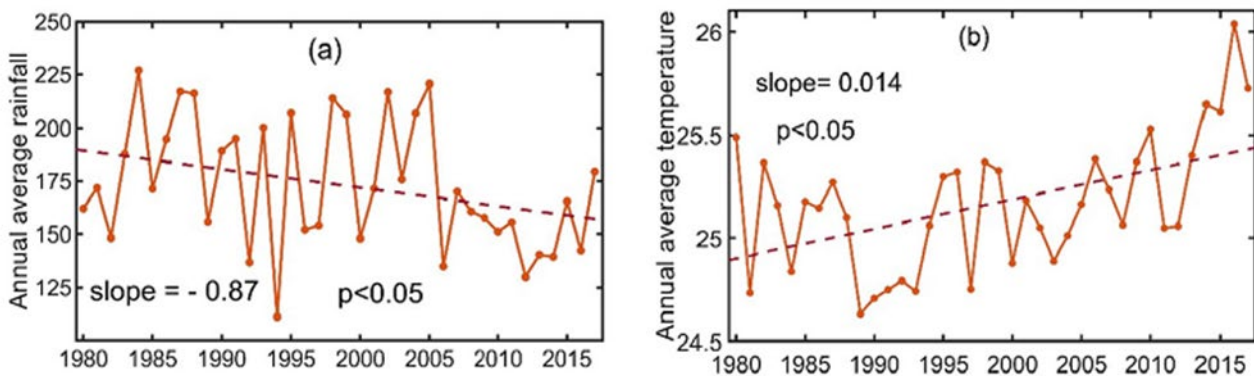 (a)
Annual average rainfall
250
225
200
175
150
125
slope = - 0.87
p<0.05
1980 1985 1990 1995 2000 2005 2010 2015
(b)
Annual average temperature
26
25.5
25
24.5
slope= 0.014
p<0.05
1980 1985 1990 1995 2000 2005 2010 2015